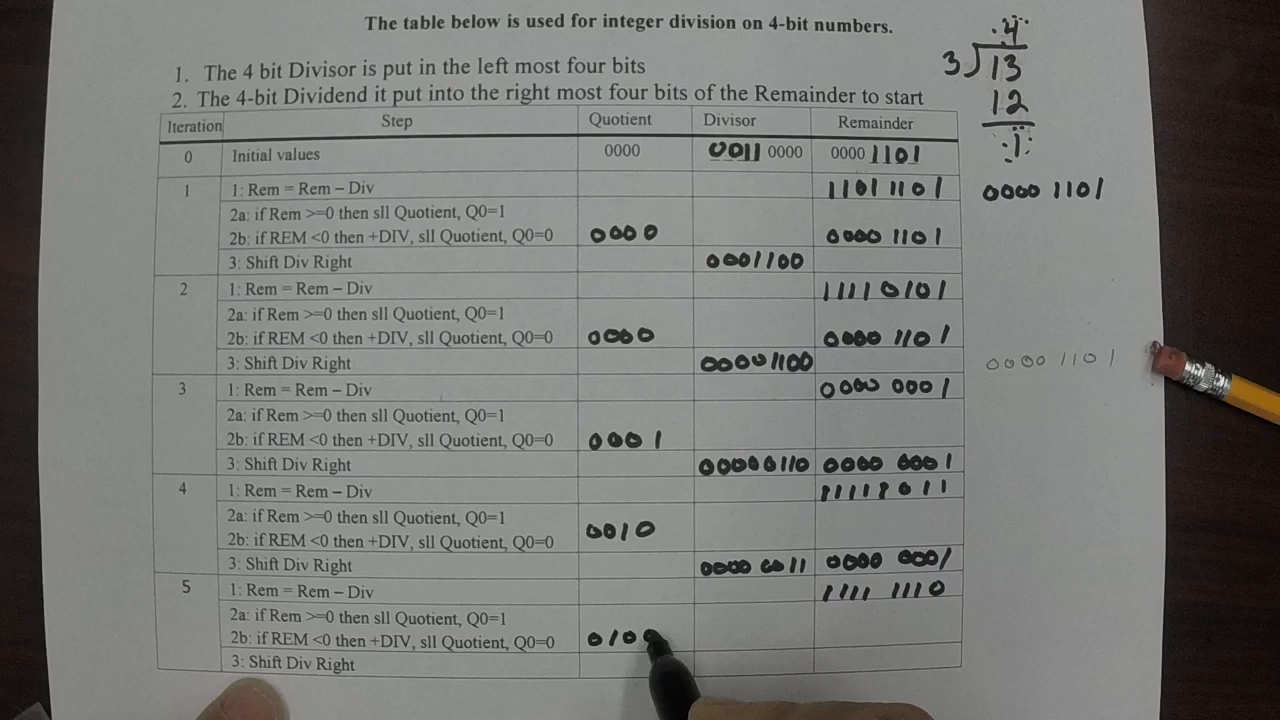 The table below is used for integer division on 4-bit numbers.
.4
3 13
12
1
1. The 4 bit Divisor is put in the left most four bits
2. The 4-bit Dividend it put into the right most four bits of the Remainder to start
Iteration Step Quotient Divisor Remainder
0 Initial values 0000 0011 0000 0000 1101
1 1: Rem = Rem – Div 1101 1101 0000 1101
2a: if Rem >=0 then sll Quotient, Q0=1
2b: if REM <0 then +DIV, sll Quotient, Q0=0 0000 0000 1101
3: Shift Div Right 0001100
2 1: Rem = Rem – Div 11110101
2a: if Rem >=0 then sll Quotient, Q0=1
2b: if REM <0 then +DIV, sll Quotient, Q0=0 0000 0000 1101
3: Shift Div Right 00001100 0000 1101
3 1: Rem = Rem – Div 0000 0001
2a: if Rem >=0 then sll Quotient, Q0=1
2b: if REM <0 then +DIV, sll Quotient, Q0=0 0001
3: Shift Div Right 00000110 0000 0001
4 1: Rem = Rem – Div 11111011
2a: if Rem >=0 then sll Quotient, Q0=1
2b: if REM <0 then +DIV, sll Quotient, Q0=0 0010
3: Shift Div Right 0000 0011 0000 0001
5 1: Rem = Rem – Div 1111 1110
2a: if Rem >=0 then sll Quotient, Q0=1
2b: if REM <0 then +DIV, sll Quotient, Q0=0 0100
3: Shift Div Right